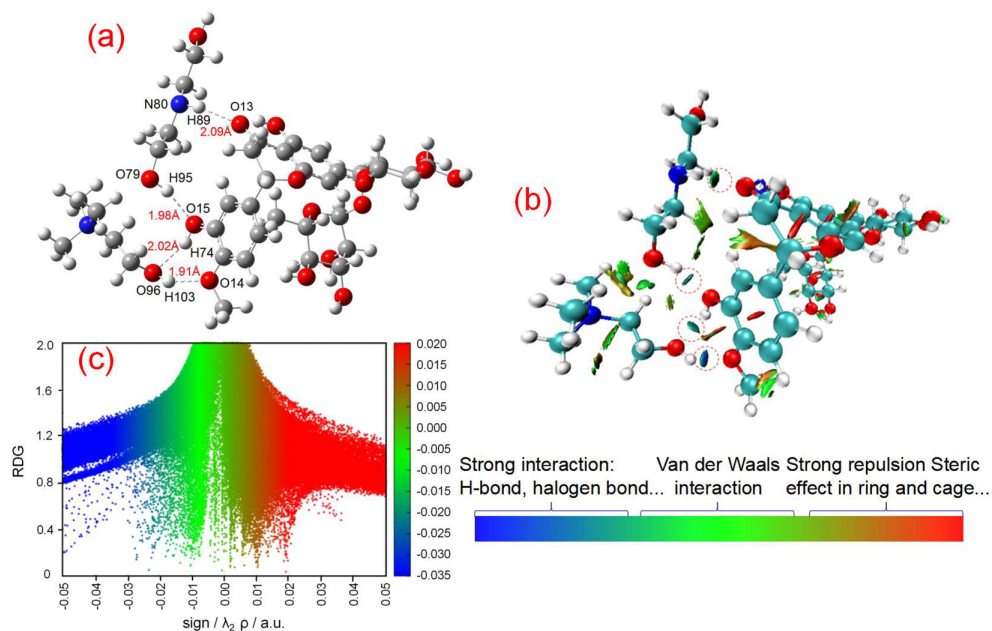 (a)
N80
H89
O13
2.09Å
O79
H95
O15
1.98Å
2.02Å
H74
1.91Å
O96
H103
O14
(b)
(c)
2.0
1.6
1.2
0.8
0.4
0
RDG
-0.05
-0.04
-0.03
-0.02
-0.01
0.00
0.01
0.02
0.03
0.04
0.05
sign / λ2 ρ / a.u.
0.020
0.015
0.010
0.005
0.000
-0.005
-0.010
-0.015
-0.020
-0.025
-0.030
-0.035
Strong interaction:
H-bond, halogen bond...
Van der Waals
interaction
Strong repulsion Steric
effect in ring and cage...